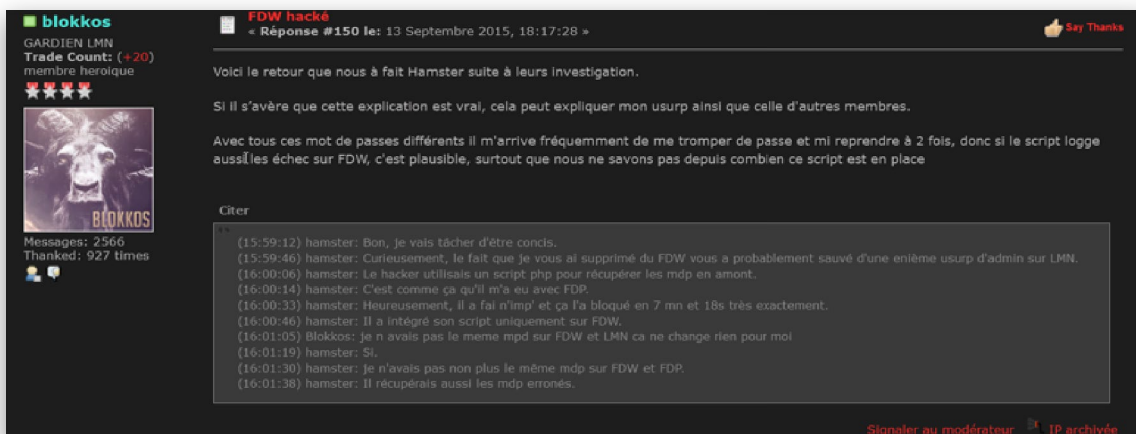 blokkos
GARDIEN LMN
Trade Count: (+20)
membre heroique
BLOKKOS
Messages: 2566
Thanked: 927 times
FDW hacké
« Réponse #150 le: 13 Septembre 2015, 18:17:28 »
Say Thanks
Voici le retour que nous à fait Hamster suite à leurs investigation.
Si il s'avère que cette explication est vrai, cela peut expliquer mon usurp ainsi que celle d'autres membres.
Avec tous ces mot de passes différents il m'arrive fréquemment de me tromper de passe et mi reprendre à 2 fois, donc si le script logge
aussi les échec sur FDW, c'est plausible, surtout que nous ne savons pas depuis combien ce script est en place
Citer
(15:59:12) hamster: Bon, je vais tâcher d'être concis.
(15:59:46) hamster: Curieusement, le fait que je vous ai supprimé du FDW vous a probablement sauvé d'une enième usurp d'admin sur LMN.
(16:00:06) hamster: Le hacker utilisais un script php pour récupérer les mdp en amont.
(16:00:14) hamster: C'est comme ça qu'il m'a eu avec FDP.
(16:00:33) hamster: Heureusement, il a fai n'imp' et ça l'a bloqué en 7 mn et 18s très exactement.
(16:00:46) hamster: Il a intégré son script uniquement sur FDW.
(16:01:05) Blokkos: je n avais pas le meme mpd sur FDW et LMN ca ne change rien pour moi
(16:01:19) hamster: Si.
(16:01:30) hamster: je n'avais pas non plus le même mdp sur FDW et FDP.
(16:01:38) hamster: Il récupérais aussi les mdp erronés.
Signaler au modérateur IP archivée